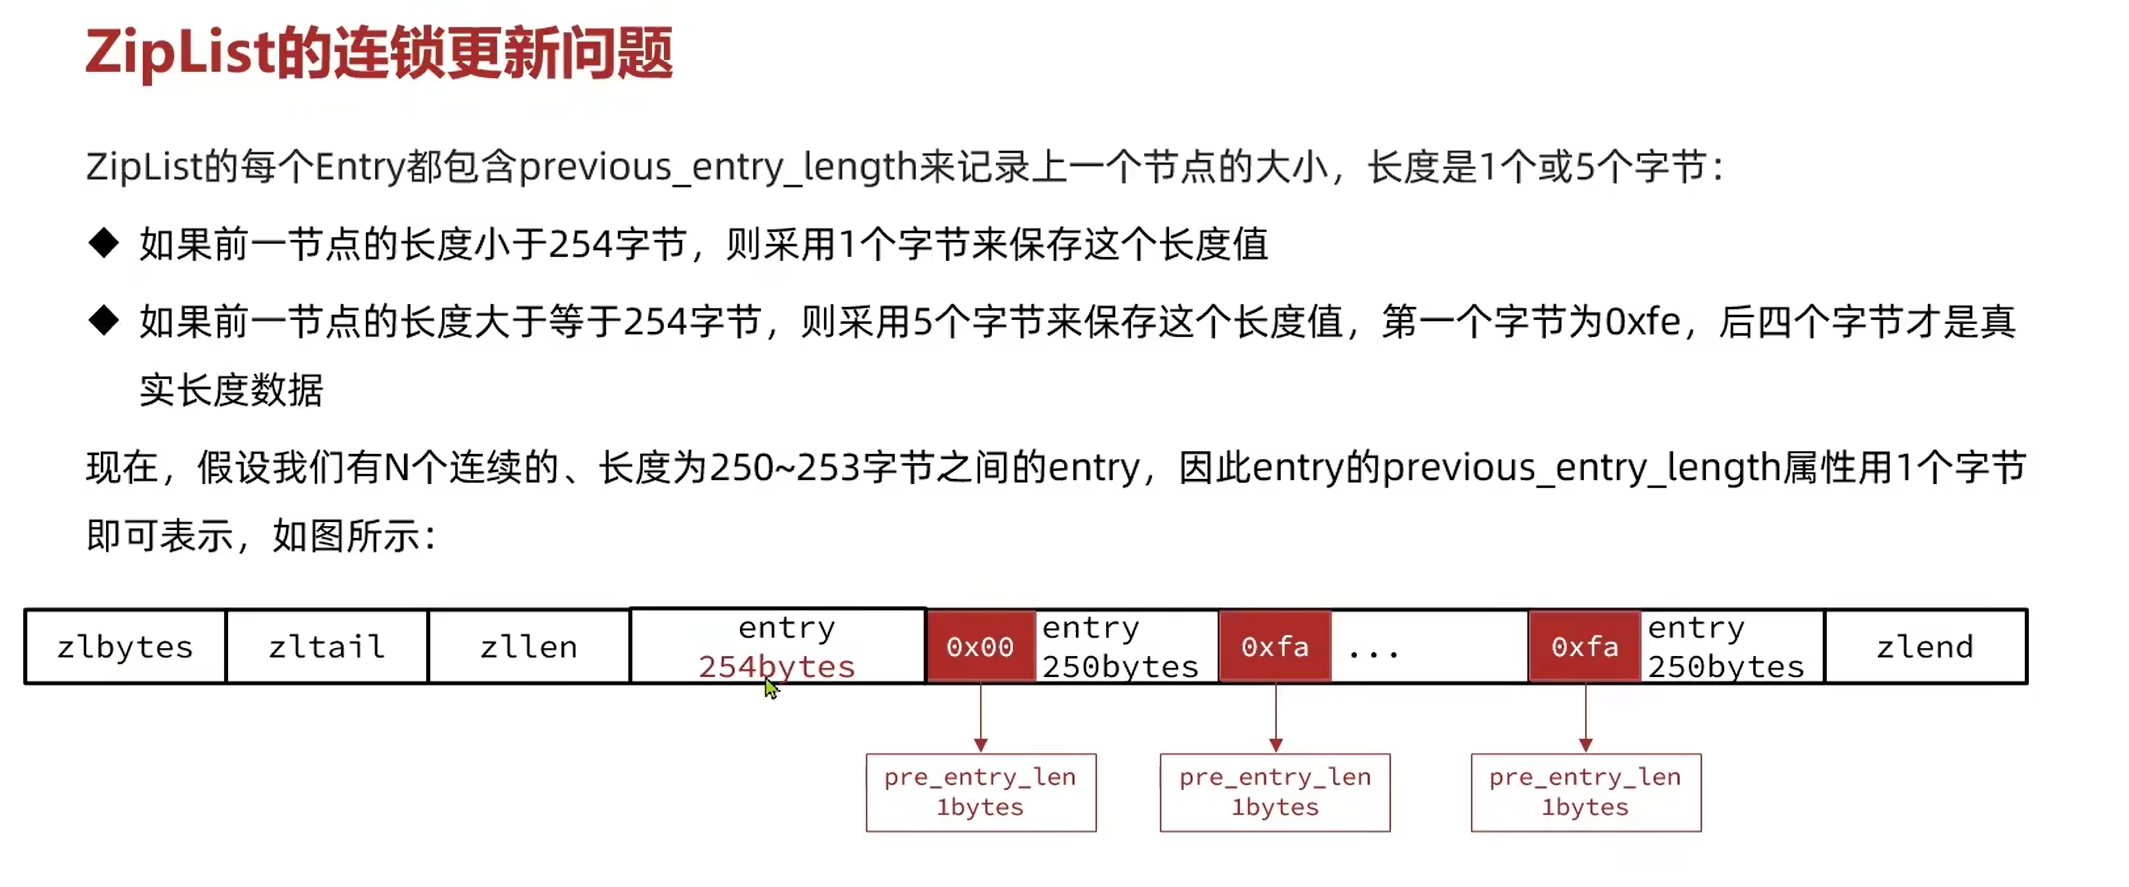 ZipList的连锁更新问题
ZipList的每个Entry都包含previous_entry_length来记录上一个节点的大小，长度是1个或5个字节：
◆ 如果前一节点的长度小于254字节，则采用1个字节来保存这个长度值
◆ 如果前一节点的长度大于等于254字节，则采用5个字节来保存这个长度值，第一个字节为0xfe，后四个字节才是真
实长度数据
现在，假设我们有N个连续的、长度为250~253字节之间的entry，因此entry的previous_entry_length属性用1个字节
即可表示，如图所示：
zlbytes
zltail
zllen
entry
254bytes
0x00
entry
250bytes
0xfa
...
0xfa
entry
250bytes
zlend
pre_entry_len
1bytes
pre_entry_len
1bytes
pre_entry_len
1bytes